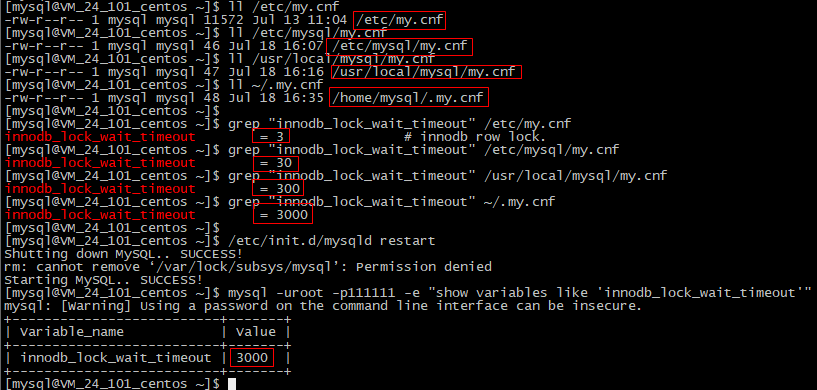 [mysql@VM_24_101_centos ~]$ ll /etc/my.cnf
-rw-r--r-- 1 mysql mysql 11572 Jul 13 11:04 /etc/my.cnf
[mysql@VM_24_101_centos ~]$ ll /etc/mysql/my.cnf
-rw-r--r-- 1 mysql mysql 46 Jul 18 16:07 /etc/mysql/my.cnf
[mysql@VM_24_101_centos ~]$ ll /usr/local/mysql/my.cnf
-rw-r--r-- 1 mysql mysql 47 Jul 18 16:16 /usr/local/mysql/my.cnf
[mysql@VM_24_101_centos ~]$ ll ~/.my.cnf
-rw-r--r-- 1 mysql mysql 48 Jul 18 16:35 /home/mysql/.my.cnf
[mysql@VM_24_101_centos ~]$
[mysql@VM_24_101_centos ~]$ grep "innodb_lock_wait_timeout" /etc/my.cnf
innodb_lock_wait_timeout = 3 # innodb row lock.
[mysql@VM_24_101_centos ~]$ grep "innodb_lock_wait_timeout" /etc/mysql/my.cnf
innodb_lock_wait_timeout = 30
[mysql@VM_24_101_centos ~]$ grep "innodb_lock_wait_timeout" /usr/local/mysql/my.cnf
innodb_lock_wait_timeout = 300
[mysql@VM_24_101_centos ~]$ grep "innodb_lock_wait_timeout" ~/.my.cnf
innodb_lock_wait_timeout = 3000
[mysql@VM_24_101_centos ~]$
[mysql@VM_24_101_centos ~]$ /etc/init.d/mysqld restart
Shutting down MySQL.. SUCCESS!
rm: cannot remove ‘/var/lock/subsys/mysql’: Permission denied
Starting MySQL.. SUCCESS!
[mysql@VM_24_101_centos ~]$ mysql -uroot -p111111 -e "show variables like 'innodb_lock_wait_timeout'"
mysql: [Warning] Using a password on the command line interface can be insecure.
+--------------------------+-------+
| Variable_name | Value |
+--------------------------+-------+
| innodb_lock_wait_timeout | 3000 |
+--------------------------+-------+
[mysql@VM_24_101_centos ~]$